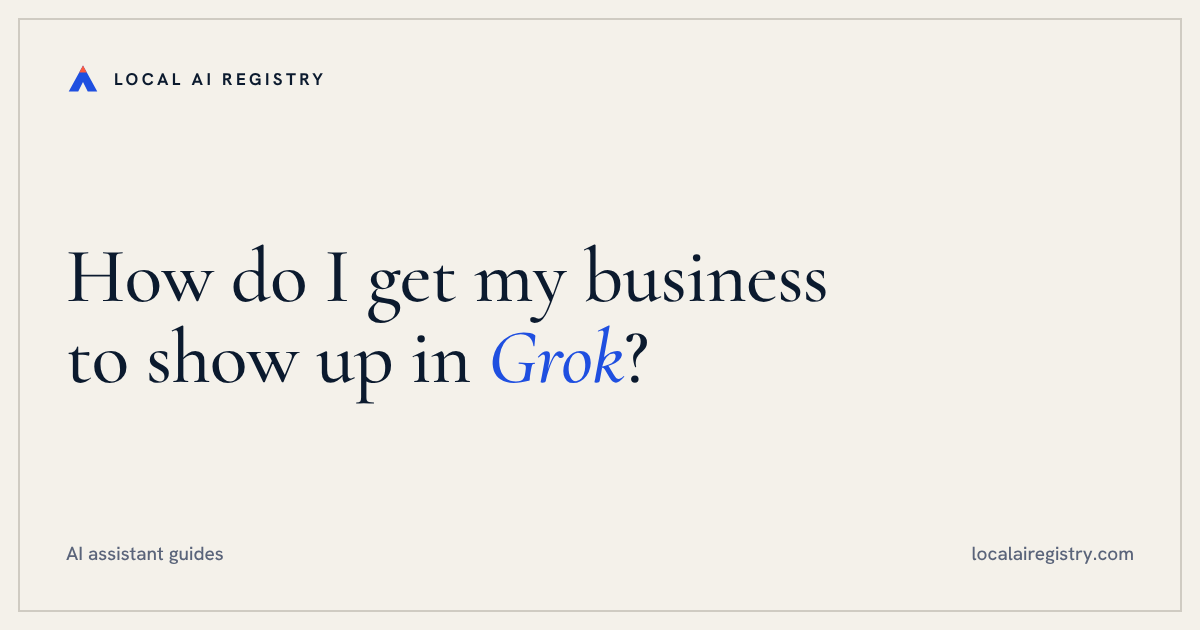 LOCAL AI REGISTRY
How do I get my business
to show up in Grok?
AI assistant guides
localairegistry.com